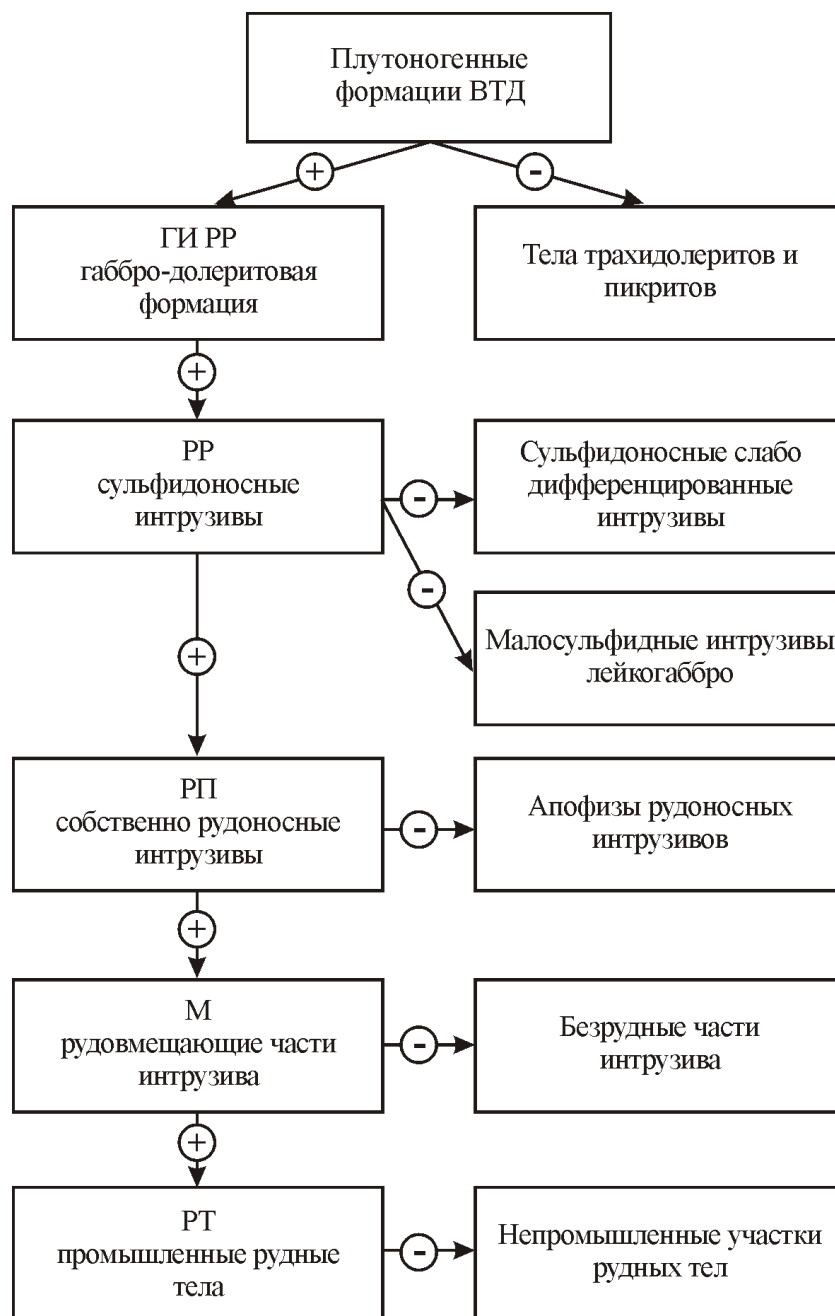 Плутоногенные
формации ВТД
+
-
ГИ РР
габбро-долеритовая
формация
Тела трахидолеритов и
пикритов
+
РР
сульфидоносные
интрузивы
-
Сульфидоносные слабо
дифференцированные
интрузивы
-
Малосульфидные интрузивы
лейкогаббро
+
РП
собственно рудоносные
интрузивы
-
Апофизы рудоносных
интрузивов
+
М
рудовмещающие части
интрузива
-
Безрудные части
интрузива
+
РТ
промышленные рудные
тела
-
Непромышленные участки
рудных тел